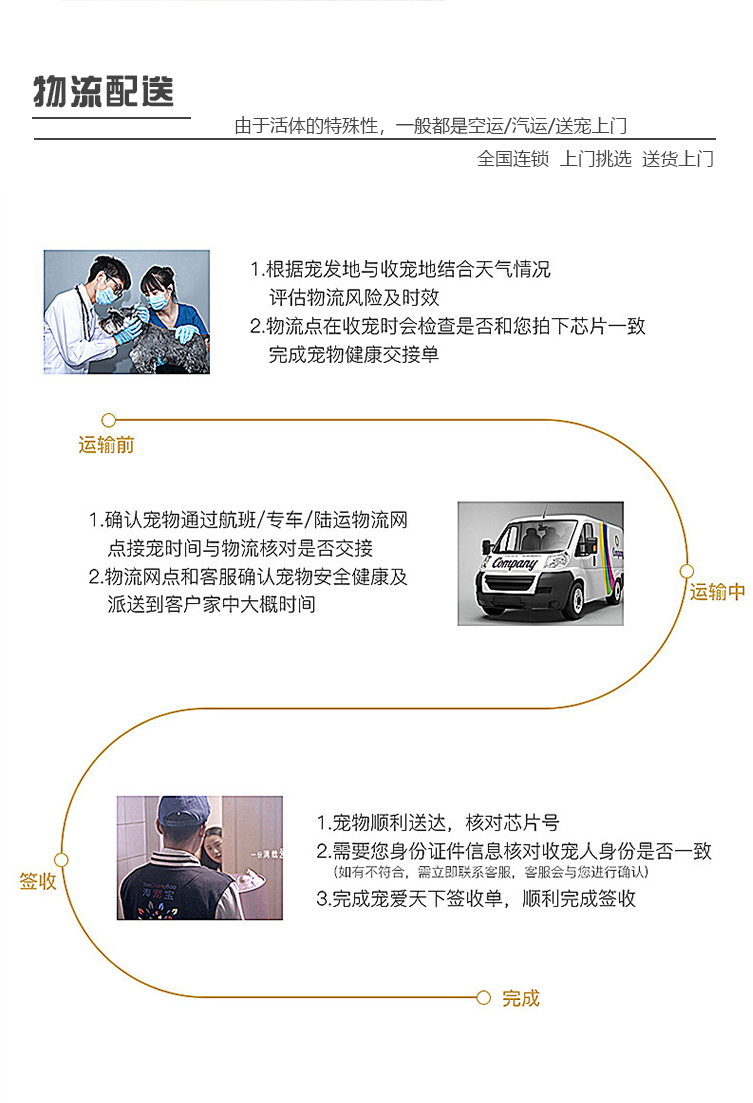 物流配送
由于活体的特殊性，一般都是空运/汽运/送宠上门
全国连锁 上门挑选 送货上门
1.根据宠发地与收宠地结合天气情况
评估物流风险及时效
2.物流点在收宠时会检查是否和您拍下芯片一致
完成宠物健康交接单
运输前
1.确认宠物通过航班/专车/陆运物流网
点接宠时间与物流核对是否交接
2.物流网点和客服确认宠物安全健康及
派送到客户家中大概时间
Company
运输中
1.宠物顺利送达，核对芯片号
2.需要您身份证件信息核对收宠人身份是否一致
（如有不符合，需立即联系客服，客服会与您进行确认）
3.完成宠爱天下签收单，顺利完成签收
淘宠宝
签收
完成